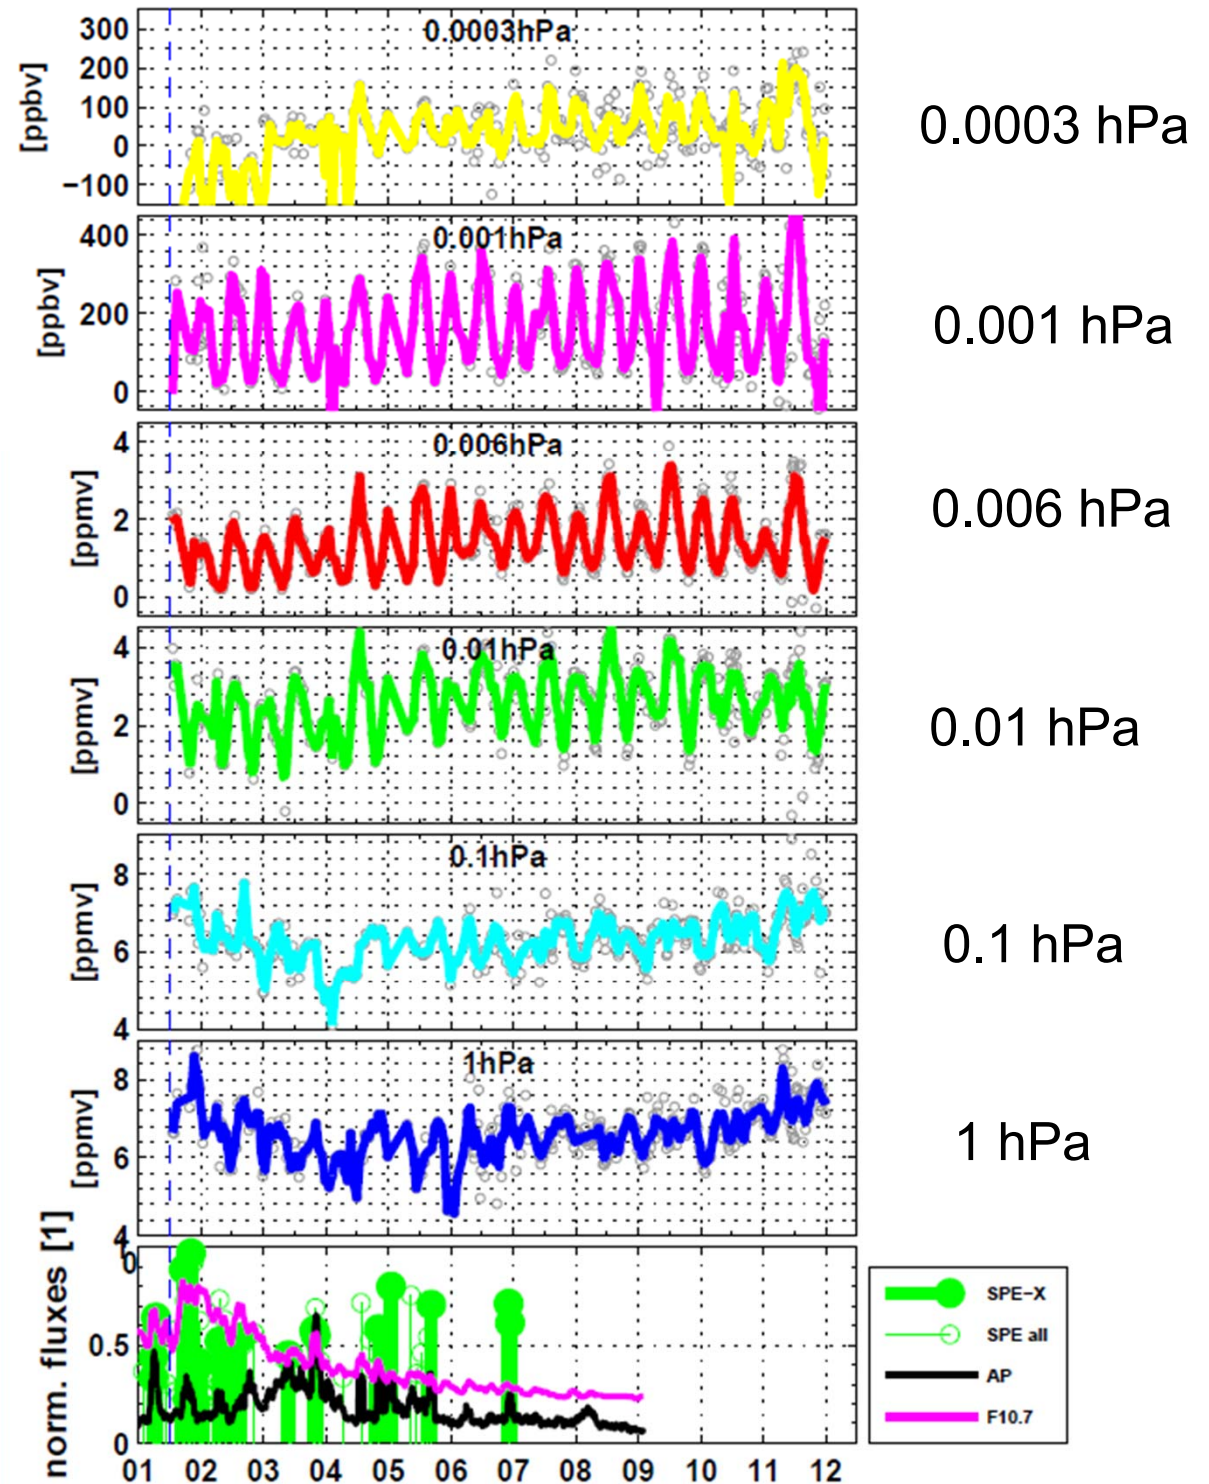 0.0003hPa
300
200
100
0
−100
[ppbv]
0.0003 hPa
0.001hPa
400
200
0
[ppbv]
0.001 hPa
0.006hPa
4
2
0
[ppmv]
0.006 hPa
0.01hPa
4
2
0
[ppmv]
0.01 hPa
0.1hPa
8
6
4
[ppmv]
0.1 hPa
1hPa
8
6
4
[ppmv]
1 hPa
norm. fluxes [1]
0.5
0
01 02 03 04 05 06 07 08 09 10 11 12
SPE−X
SPE all
AP
F10.7